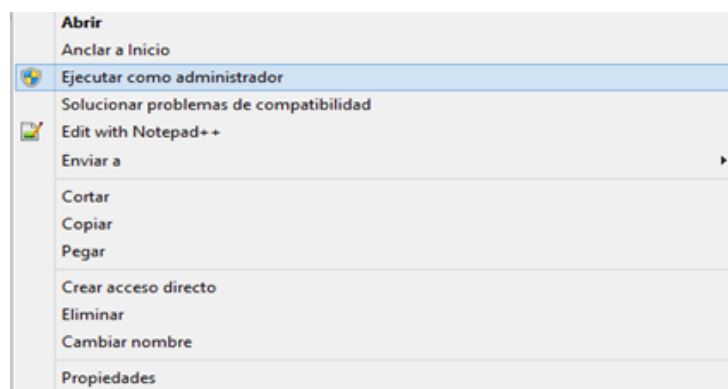 Abrir
Anclar a Inicio
Ejecutar como administrador
Solucionar problemas de compatibilidad
Edit with Notepad++
Enviar a
Cortar
Copiar
Pegar
Crear acceso directo
Eliminar
Cambiar nombre
Propiedades